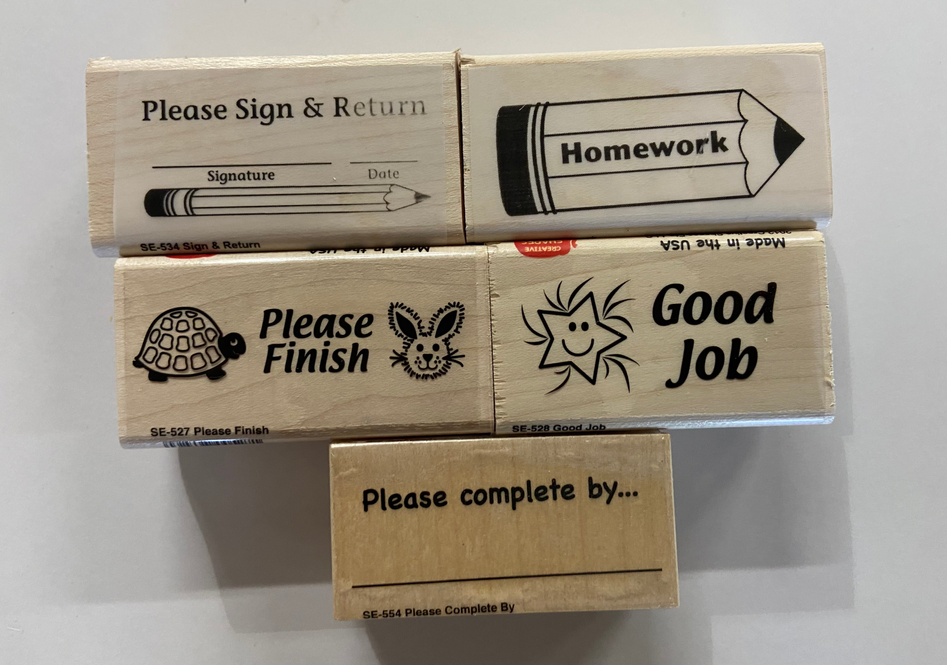 Please Sign & Return
Signature Date
SE-534 Sign & Return
Made in the USA
Homework
CREATIVE
Made in the USA
Please
Finish
SE-527 Please Finish
Good
Job
SE-528 Good Job
Please complete by...
SE-554 Please Complete By